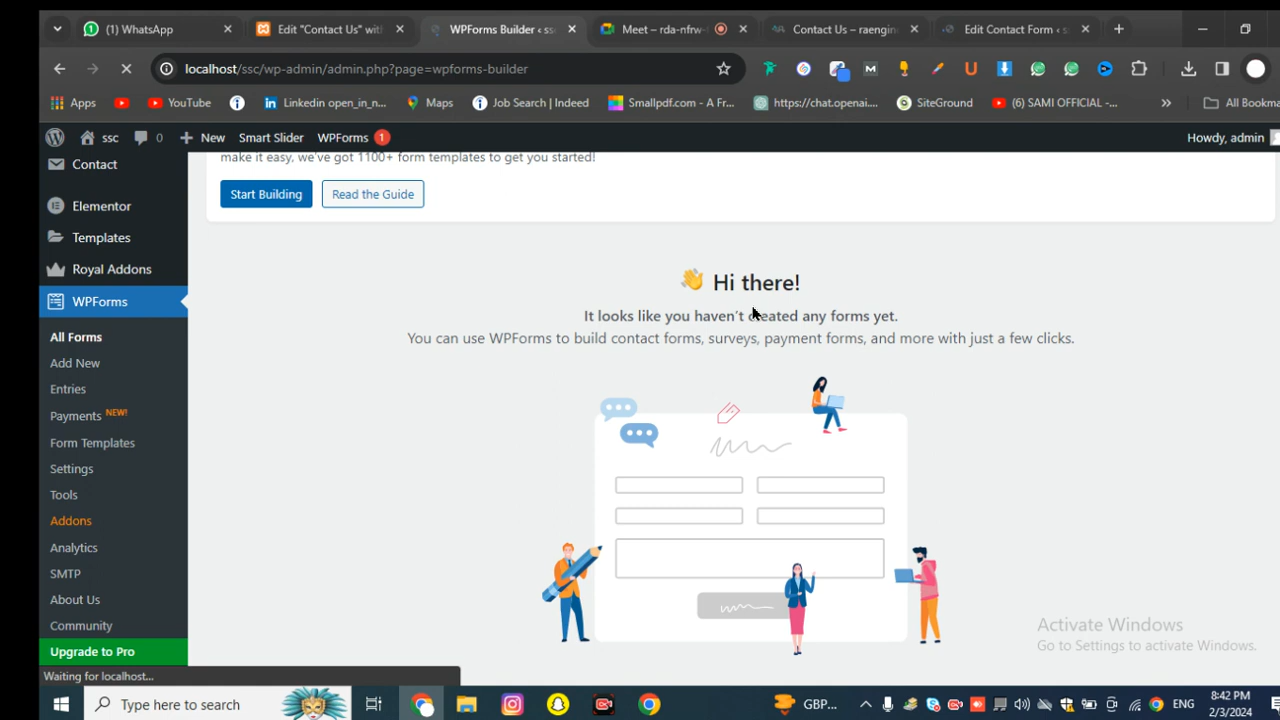 (1) WhatsApp
Edit "Contact Us" with
WPForms Builder ‹ ss
Meet – rda-nfrw-
Contact Us – raengin
Edit Contact Form ‹ s
localhost/ssc/wp-admin/admin.php?page=wpforms-builder
Apps
YouTube
Linkedin open_in_n...
Maps
Job Search | Indeed
Smallpdf.com - A Fr...
https://chat.openai....
SiteGround
(6) SAMI OFFICIAL -...
»
All Bookma
ssc
0
New
Smart Slider
WPForms 1
Howdy, admin
Contact
Elementor
Templates
Royal Addons
WPForms
All Forms
Add New
Entries
Payments NEW!
Form Templates
Settings
Tools
Addons
Analytics
SMTP
About Us
Community
Upgrade to Pro
make it easy, we've got 1100+ form templates to get you started!
Start Building
Read the Guide
Hi there!
It looks like you haven't created any forms yet.
You can use WPForms to build contact forms, surveys, payment forms, and more with just a few clicks.
Activate Windows
Go to Settings to activate Windows.
Waiting for localhost...
Type here to search
GBP...
ENG
8:42 PM
2/3/2024